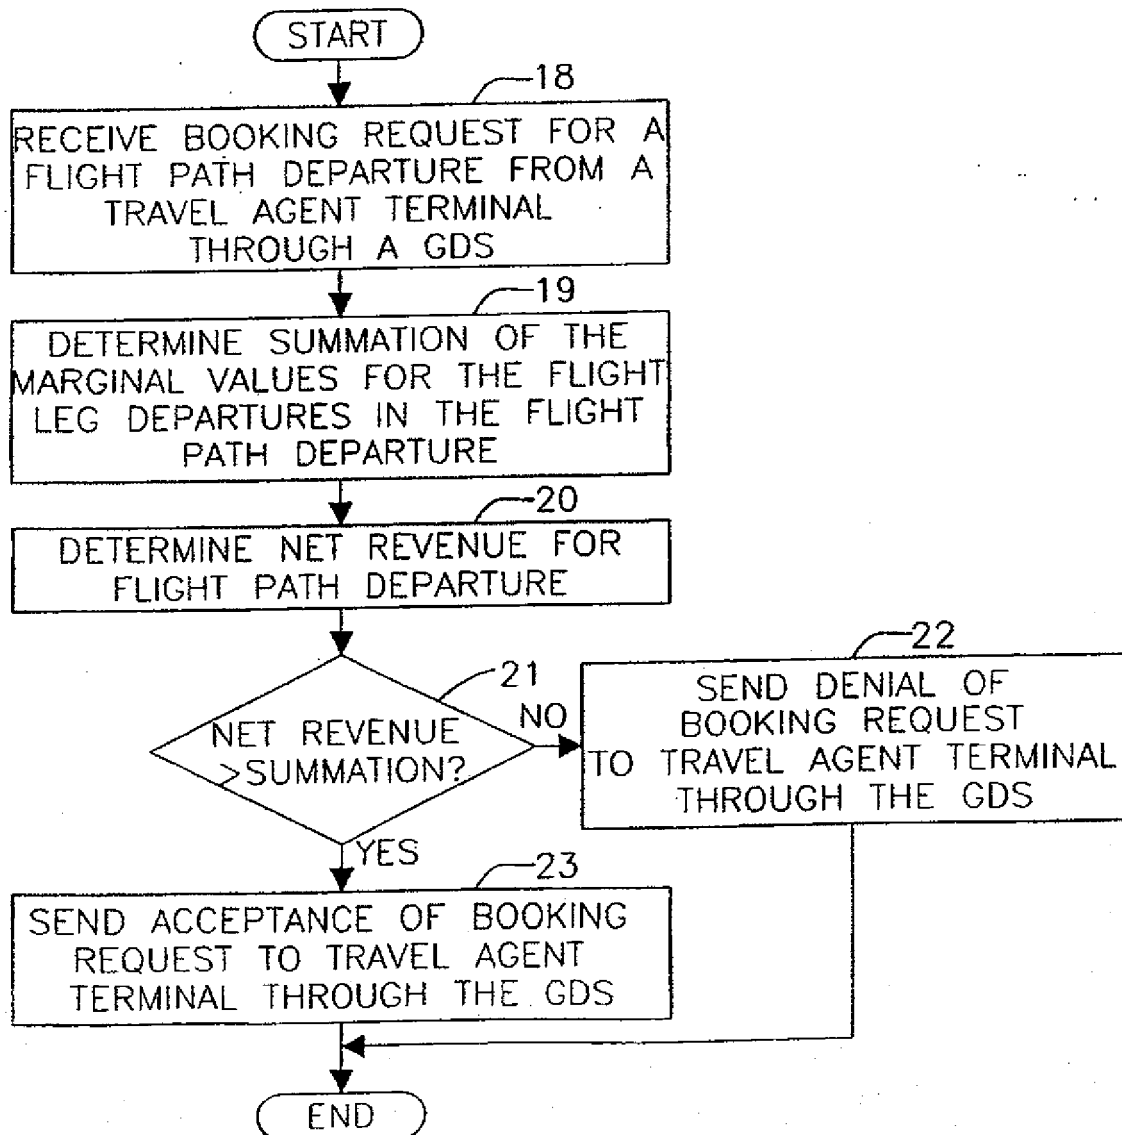 START
18
RECEIVE BOOKING REQUEST FOR A
FLIGHT PATH DEPARTURE FROM A
TRAVEL AGENT TERMINAL
THROUGH A GDS
19
DETERMINE SUMMATION OF THE
MARGINAL VALUES FOR THE FLIGHT
LEG DEPARTURES IN THE FLIGHT
PATH DEPARTURE
20
DETERMINE NET REVENUE FOR
FLIGHT PATH DEPARTURE
21
NET REVENUE
>SUMMATION?
NO
22
SEND DENIAL OF
BOOKING REQUEST
TO TRAVEL AGENT TERMINAL
THROUGH THE GDS
YES
23
SEND ACCEPTANCE OF BOOKING
REQUEST TO TRAVEL AGENT
TERMINAL THROUGH THE GDS
END